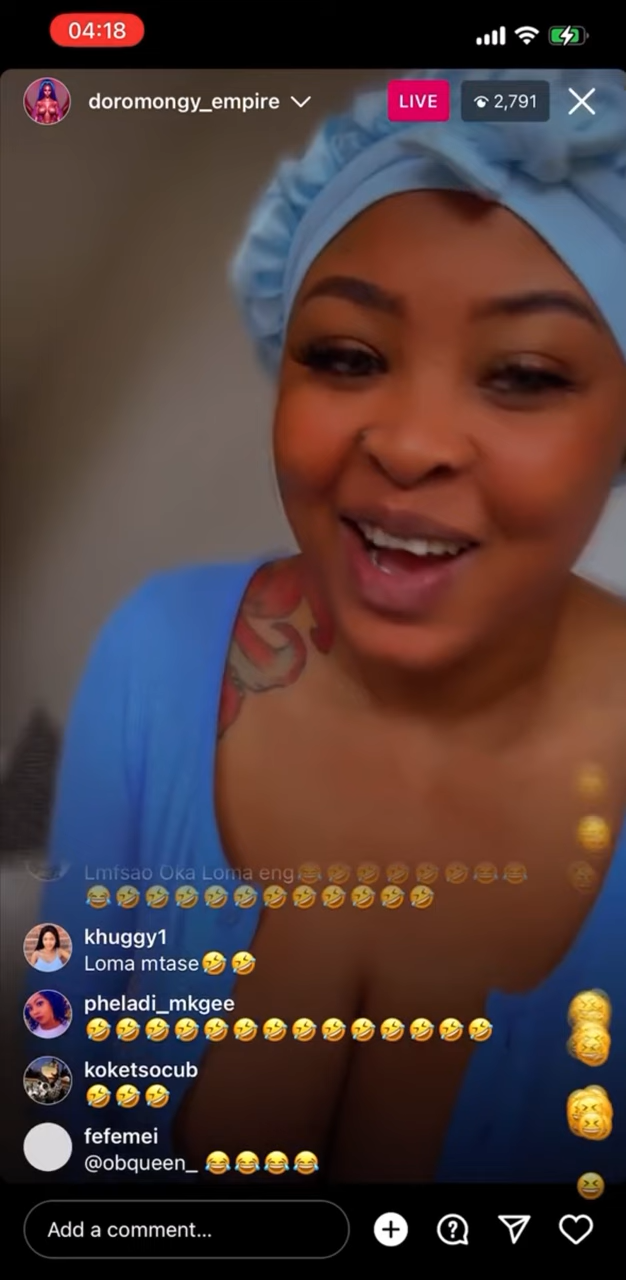 04:18
doromongy_empire
LIVE
2,791
Lmfsao Oka Loma eng😂🤣🤣🤣🤣🤣😂😂
😂🤣🤣🤣🤣🤣🤣🤣🤣🤣🤣🤣
khuggy1
Loma mtase🤣🤣
pheladi_mkgee
🤣🤣🤣🤣🤣🤣🤣🤣🤣🤣🤣🤣🤣🤣
koketsocub
🤣🤣🤣
fefemei
@obqueen_ 😂😂😂😂
Add a comment...